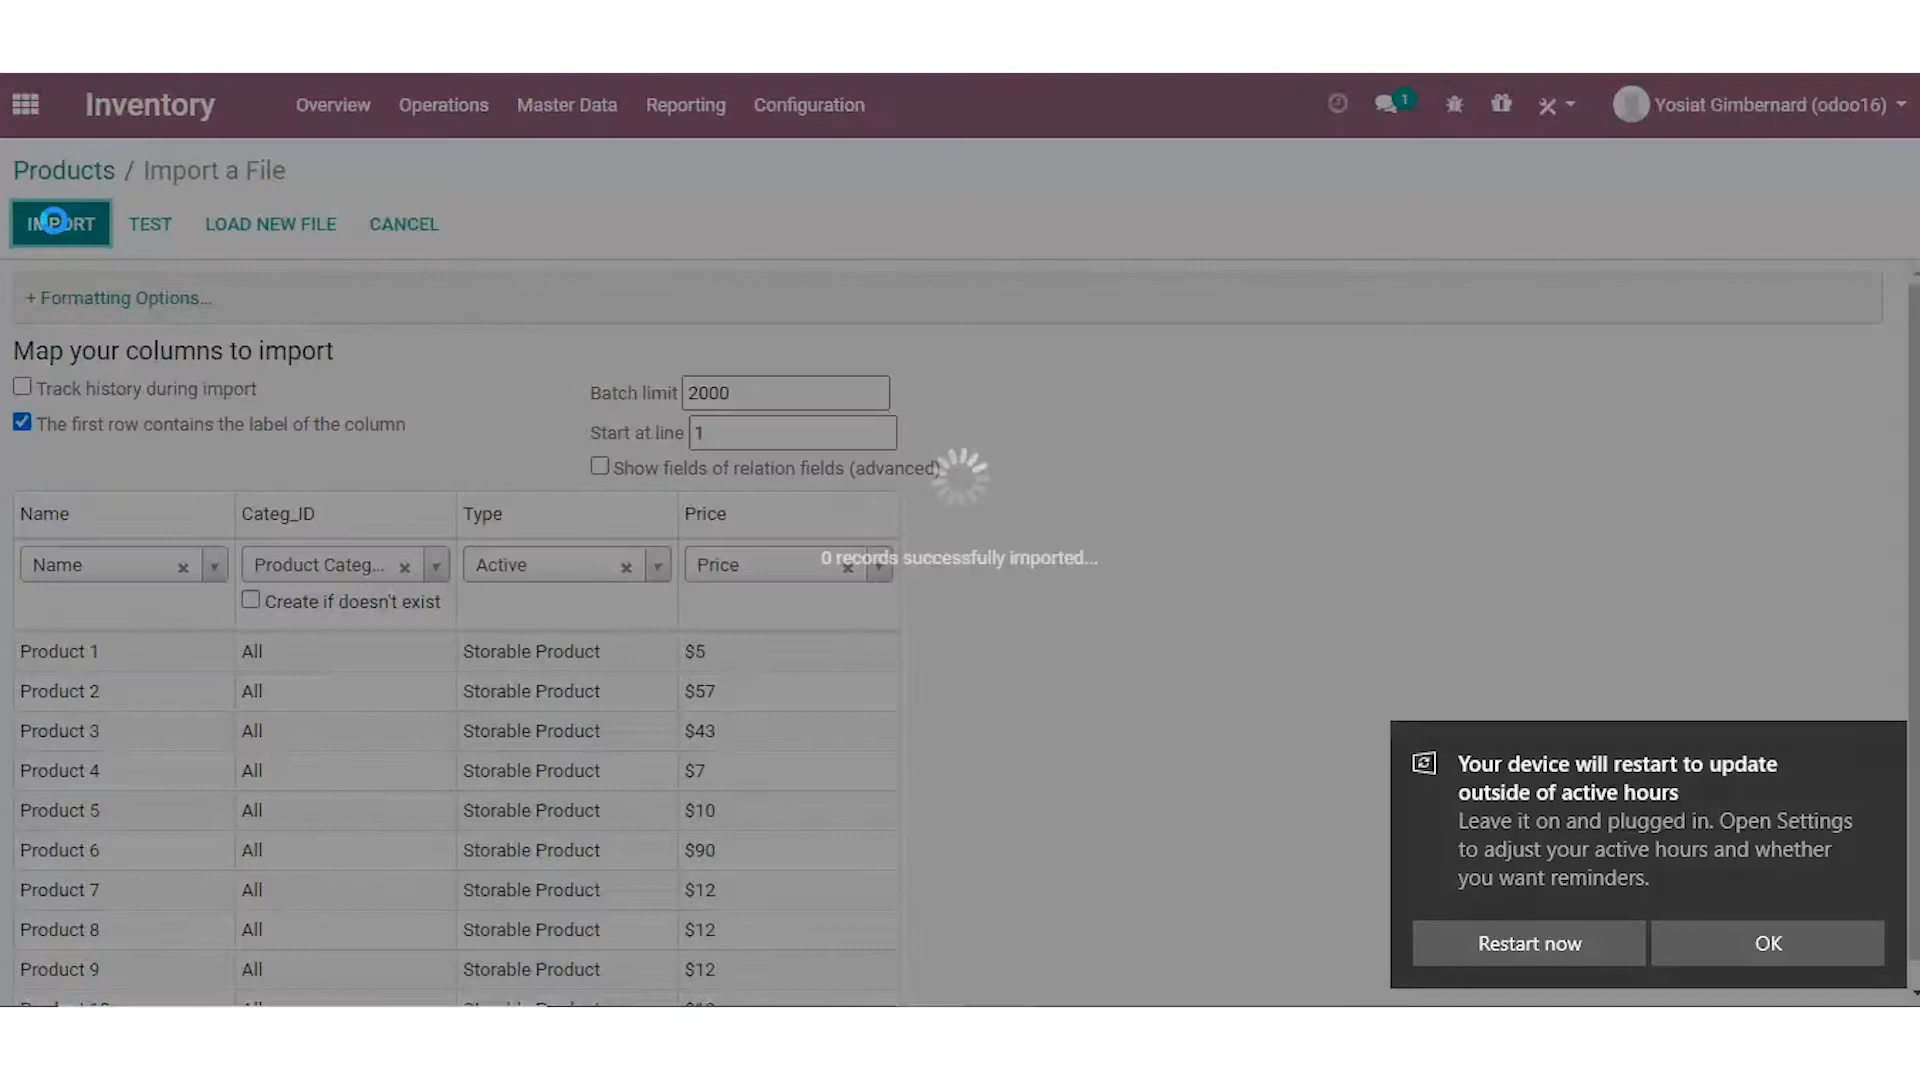 Inventory Overview Operations Master Data Reporting Configuration 1 Yosiat Gimbernard (odoo16)
Products / Import a File
IMPORT TEST LOAD NEW FILE CANCEL
+ Formatting Options...
Map your columns to import
Track history during import
The first row contains the label of the column
Batch limit 2000
Start at line 1
Show fields of relation fields (advanced)
0 records successfully imported...
Name Categ_ID Type Price
Name Product Categ... Active Price
Create if doesn't exist
Product 1 All Storable Product $5
Product 2 All Storable Product $57
Product 3 All Storable Product $43
Product 4 All Storable Product $7
Product 5 All Storable Product $10
Product 6 All Storable Product $90
Product 7 All Storable Product $12
Product 8 All Storable Product $12
Product 9 All Storable Product $12
Your device will restart to update
outside of active hours
Leave it on and plugged in. Open Settings
to adjust your active hours and whether
you want reminders.
Restart now OK